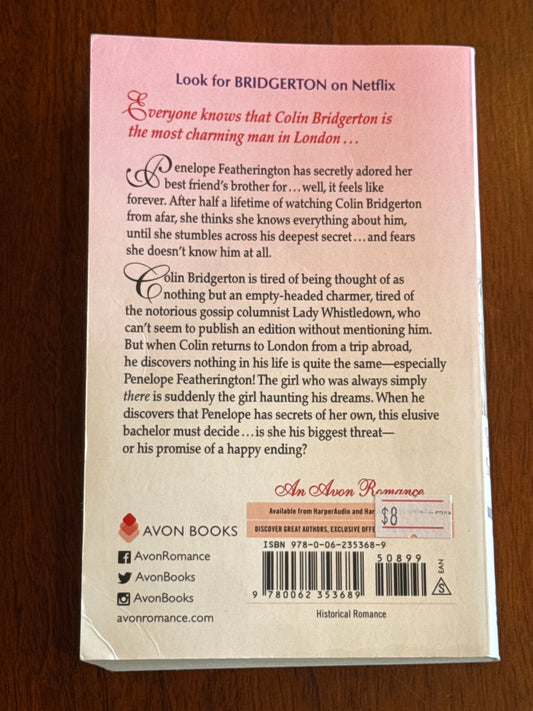 Look for BRIDGERTON on Netflix
Everyone knows that Colin Bridgerton is
the most charming man in London…
Penelope Featherington has secretly adored her
best friend's brother for…well, it feels like
forever. After half a lifetime of watching Colin Bridgerton
from afar, she thinks she knows everything about him,
until she stumbles across his deepest secret…and fears
she doesn't know him at all.
Colin Bridgerton is tired of being thought of as
nothing but an empty-headed charmer, tired of
the notorious gossip columnist Lady Whistledown, who
can't seem to publish an edition without mentioning him.
But when Colin returns to London from a trip abroad,
he discovers nothing in his life is quite the same—especially
Penelope Featherington! The girl who was always simply
there is suddenly the girl haunting his dreams. When he
discovers that Penelope has secrets of her own, this elusive
bachelor must decide…is she his biggest threat—
or his promise of a happy ending?
An Avon Romance
Available from HarperAudio and Har
$8
DISCOVER GREAT AUTHORS, EXCLUSIVE OFFE
AVON BOOKS
AvonRomance
AvonBooks
AvonBooks
avonromance.com
ISBN 978-0-06-235368-9
50899
9 780062 353689
EAN
S
Historical Romance